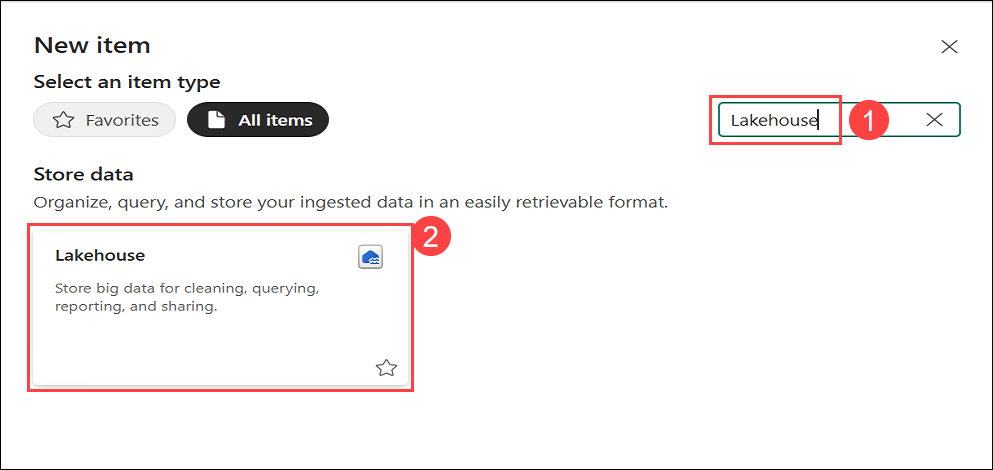 New item
Select an item type
Favorites
All items
Lakehouse
1
Store data
Organize, query, and store your ingested data in an easily retrievable format.
2
Lakehouse
Store big data for cleaning, querying,
reporting, and sharing.